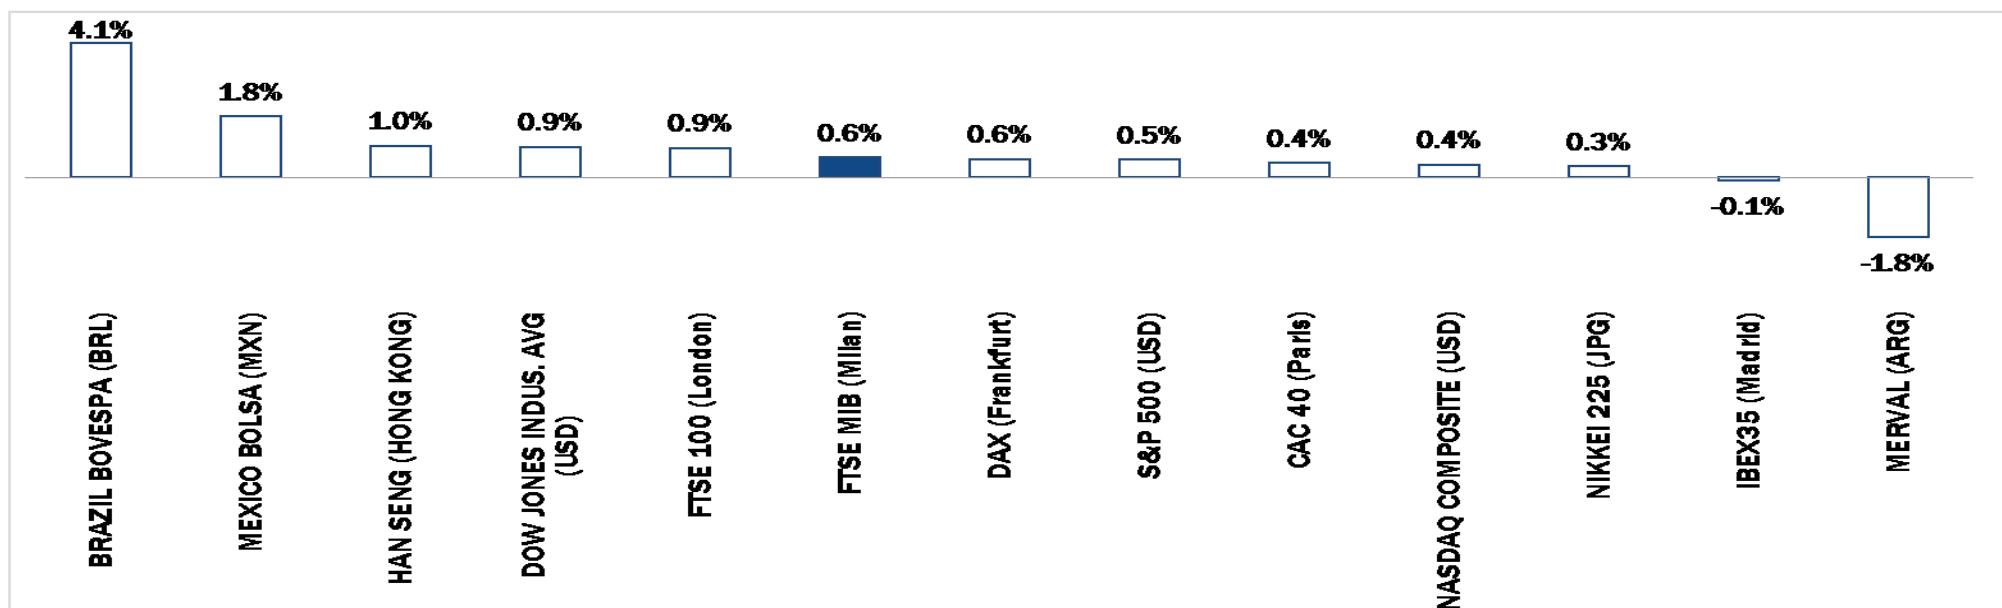 4.1%
1.8%
1.0%
0.9%
0.9%
0.6%
0.6%
0.5%
0.4%
0.4%
0.3%
-0.1%
-1.8%
BRAZIL BOVESPA (BRL)
MEXICO BOLSA (MXN)
HAN SENG (HONG KONG)
DOW JONES INDUS. AVG
(USD)
FTSE 100 (London)
FTSE MIB (Milan)
DAX (Frankfurt)
S&P 500 (USD)
CAC 40 (Paris)
NASDAQ COMPOSITE (USD)
NIKKEI 225 (JPG)
IBEX35 (Madrid)
MERVAL (ARG)